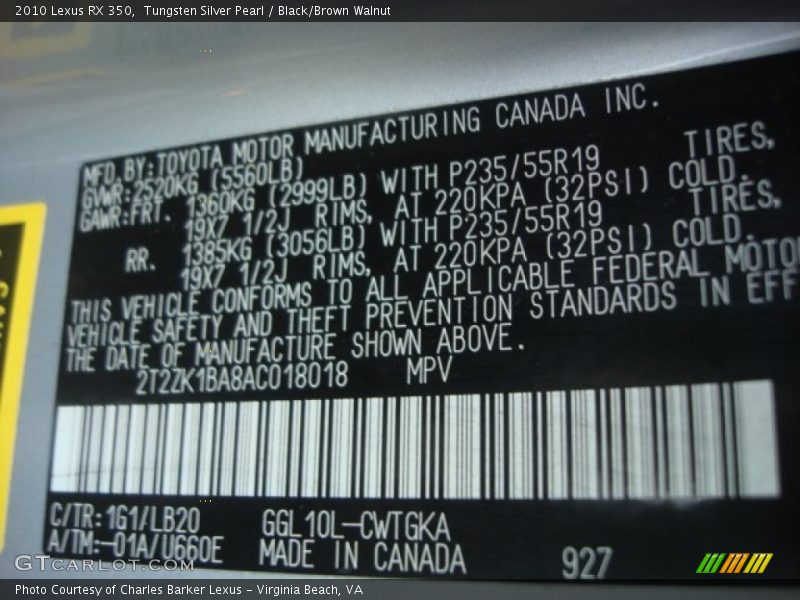 2010 Lexus RX 350,  Tungsten Silver Pearl / Black/Brown Walnut
MFD.BY:TOYOTA MOTOR MANUFACTURING CANADA INC.
GVWR:2520KG (5560LB)
GAWR:FRT. 1360KG (2999LB) WITH P235/55R19 TIRES,
19X7 1/2J RIMS, AT 220KPA (32PSI) COLD.
RR. 1385KG (3056LB) WITH P235/55R19 TIRES,
19X7 1/2J RIMS, AT 220KPA (32PSI) COLD.
THIS VEHICLE CONFORMS TO ALL APPLICABLE FEDERAL MOTO
VEHICLE SAFETY AND THEFT PREVENTION STANDARDS IN EFF
THE DATE OF MANUFACTURE SHOWN ABOVE.
2T2ZK1BA8AC018018 MPV
C/TR:1G1/LB20 GGL10L-CWTGKA
A/TM:-01A/U660E MADE IN CANADA 927
GTCARLOT.COM
Photo Courtesy of Charles Barker Lexus - Virginia Beach, VA